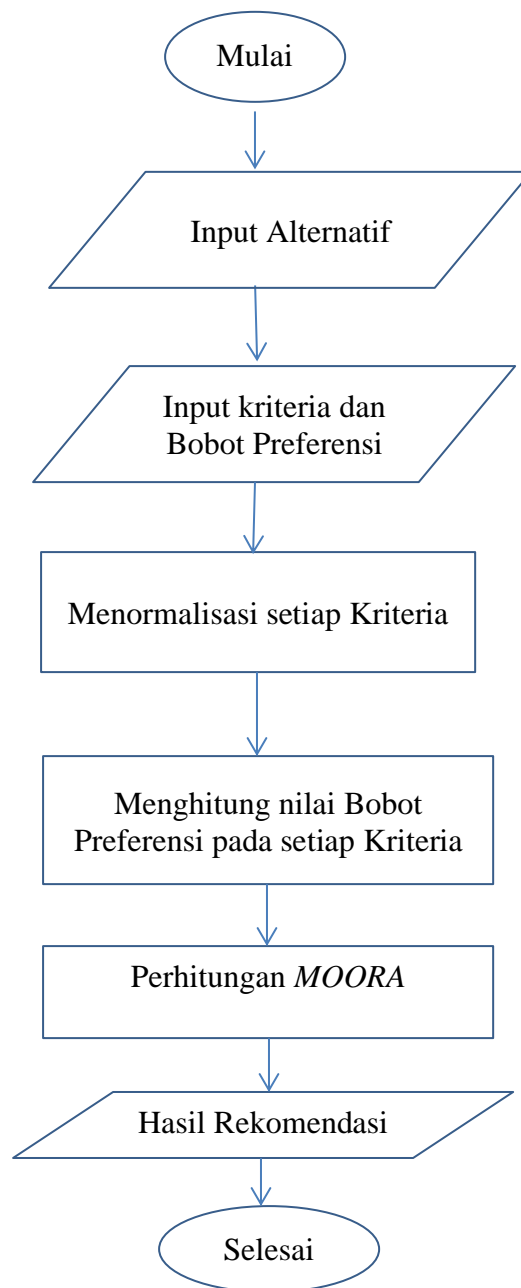 Mulai
Input Alternatif
Input kriteria dan
Bobot Preferensi
Menormalisasi setiap Kriteria
Menghitung nilai Bobot
Preferensi pada setiap Kriteria
Perhitungan MOORA
Hasil Rekomendasi
Selesai